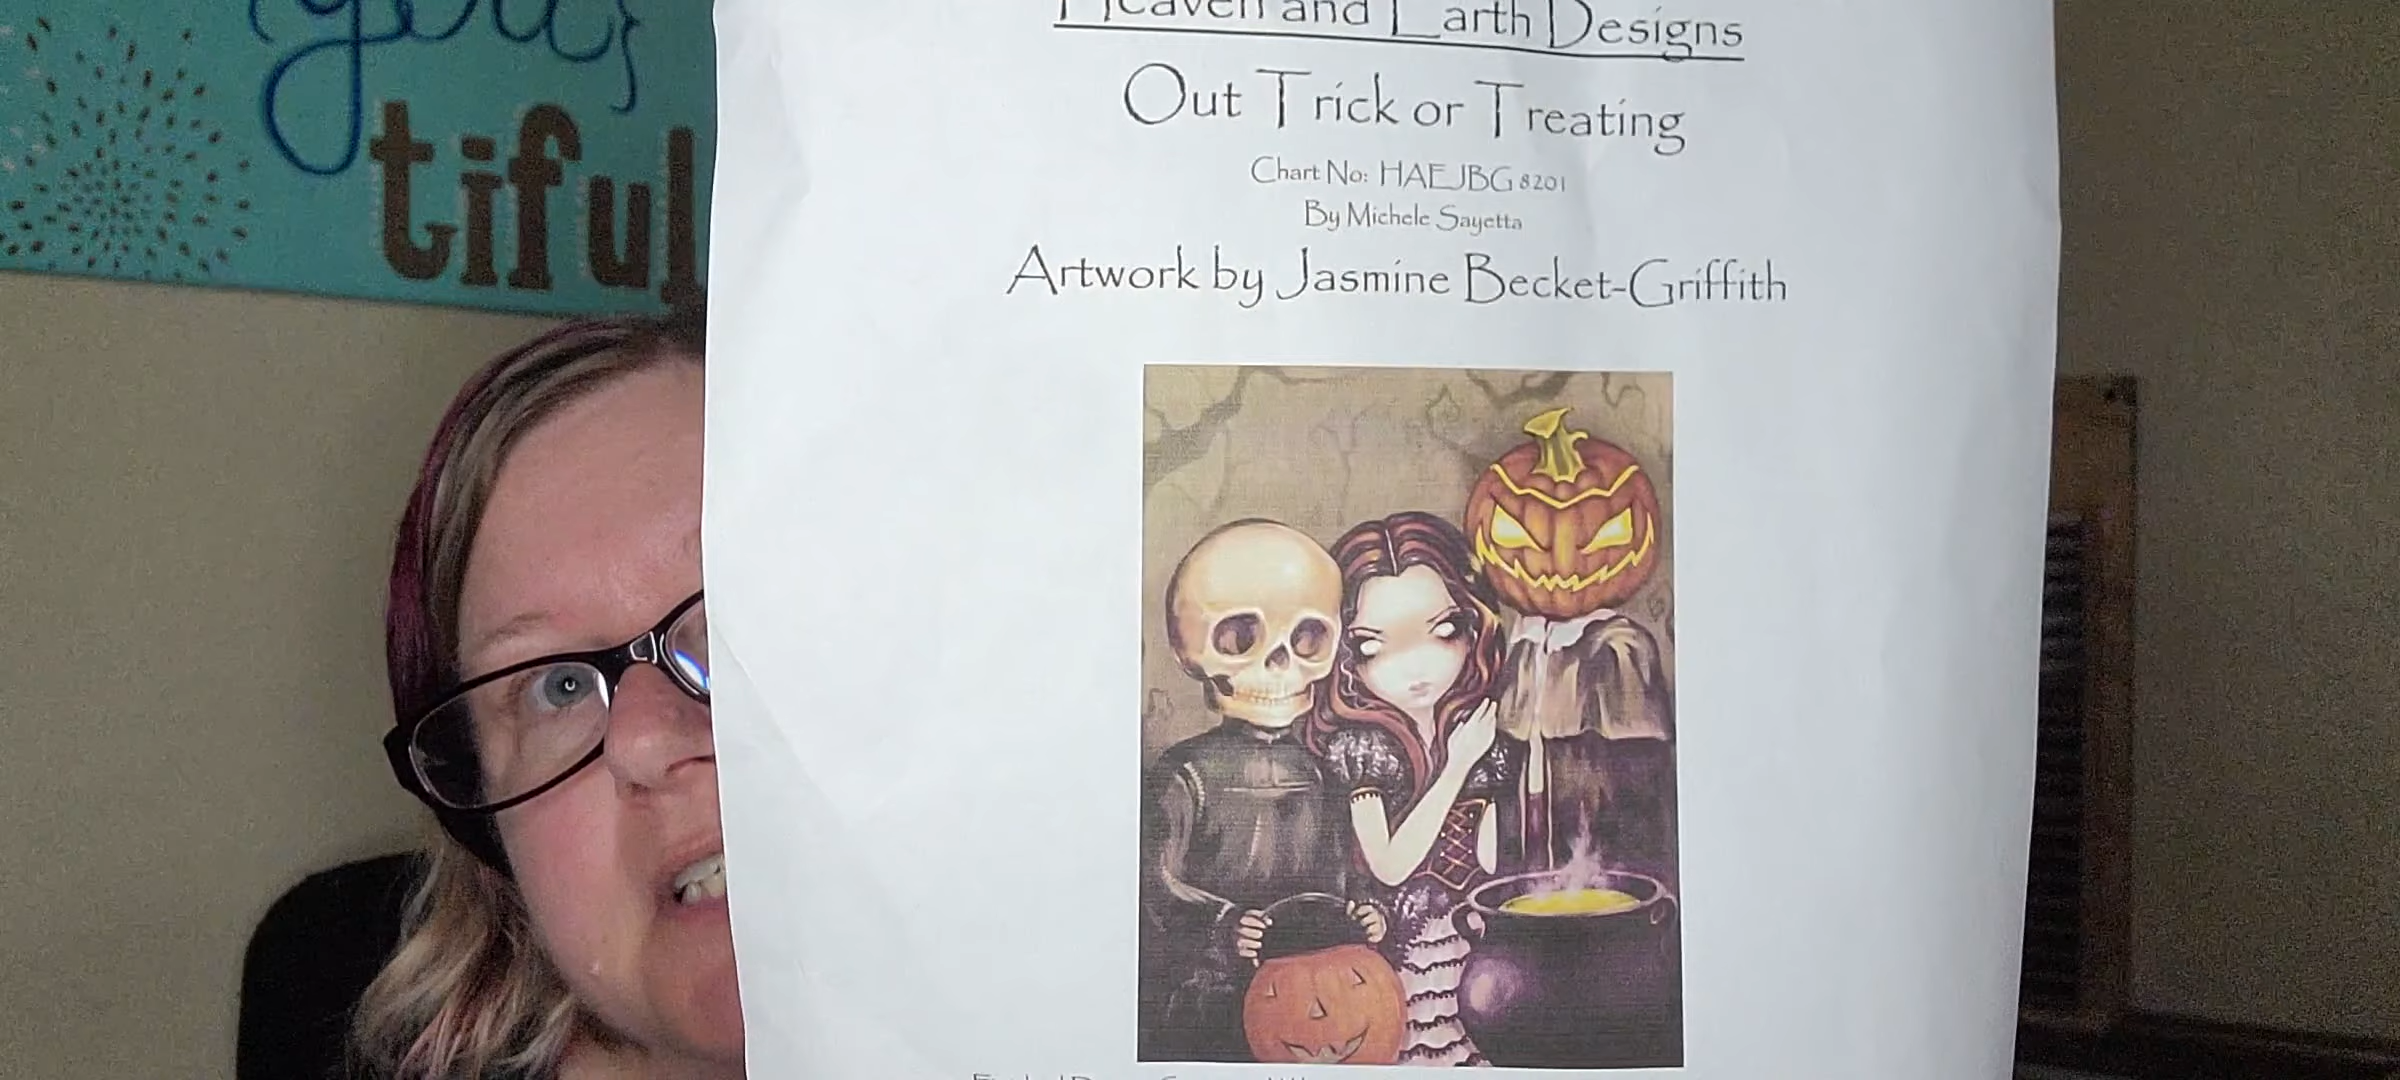 {you}
tiful
Heaven and Earth Designs
Out Trick or Treating
Chart No: HAEJBG 8201
By Michele Sayetta
Artwork by Jasmine Becket-Griffith